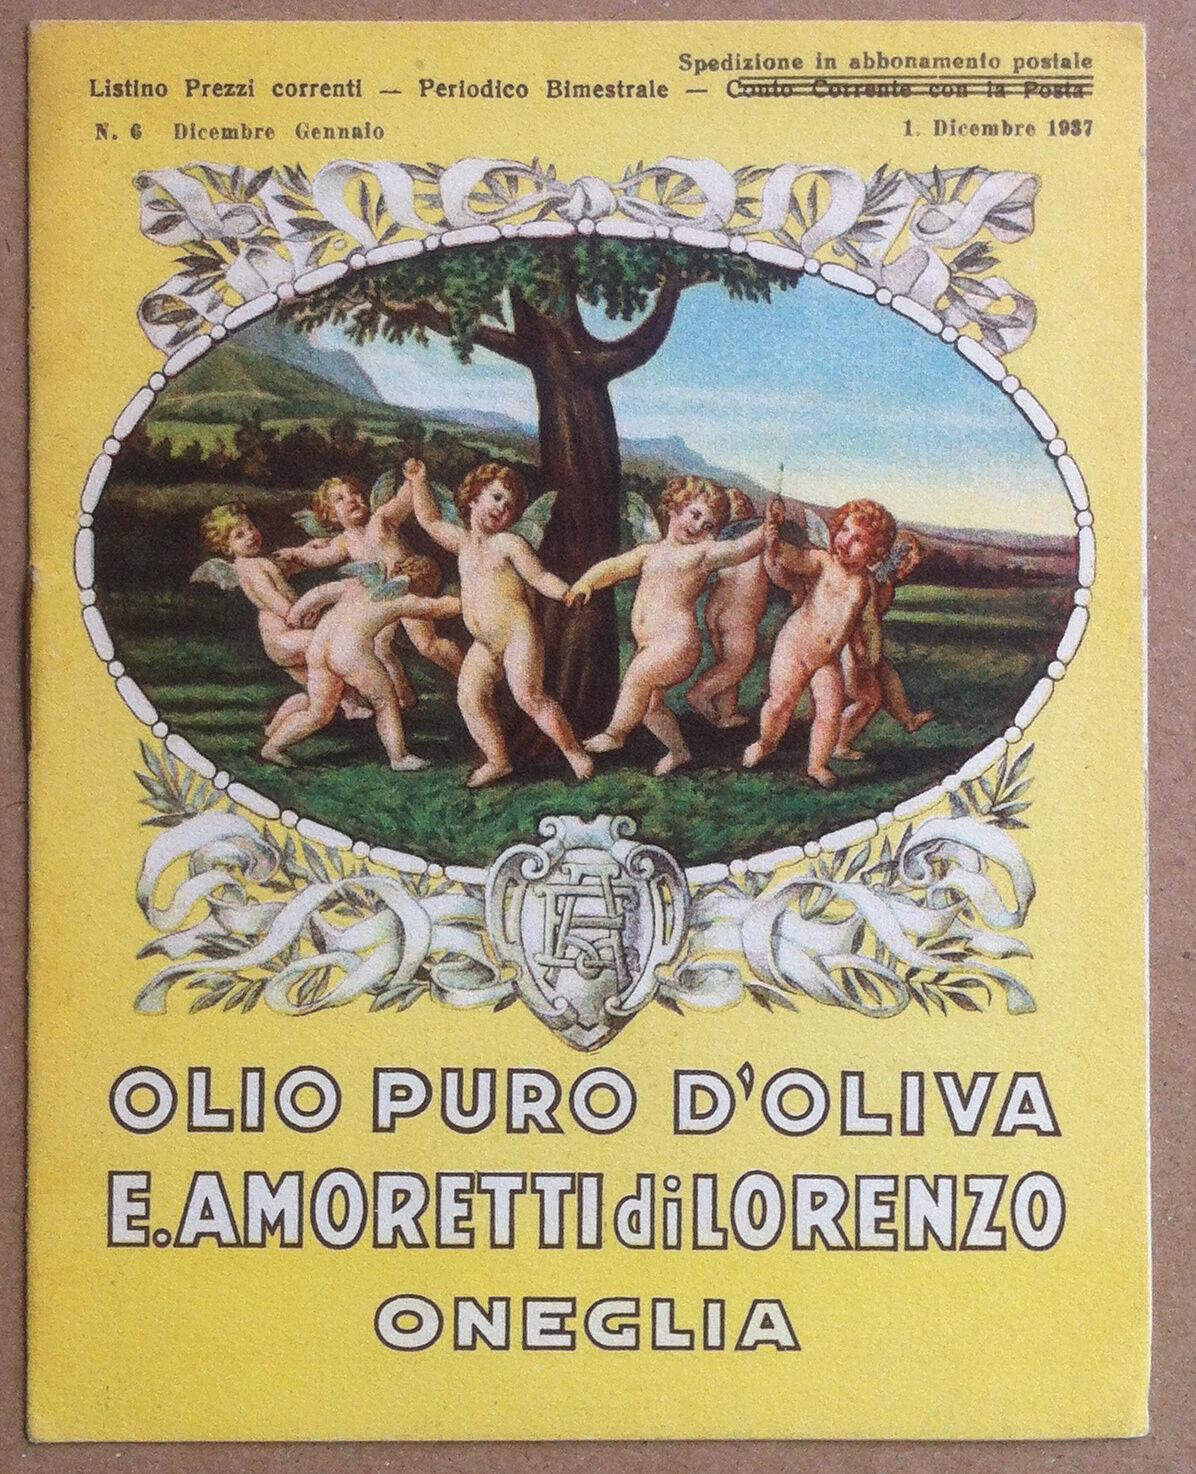 Spedizione in abbonamento postale
Listino Prezzi correnti — Periodico Bimestrale — Conto Corrente con la Posta
N. 6 Dicembre Gennaio 1. Dicembre 1937
OLIO PURO D'OLIVA
E. AMORETTI di LORENZO
ONEGLIA